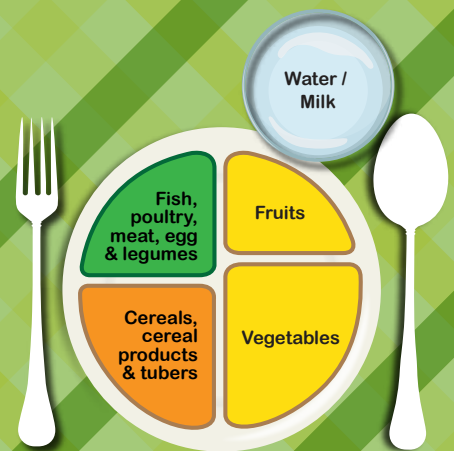 Water /
Milk
Fish,
poultry,
meat, egg
& legumes
Fruits
Cereals,
cereal
products
& tubers
Vegetables